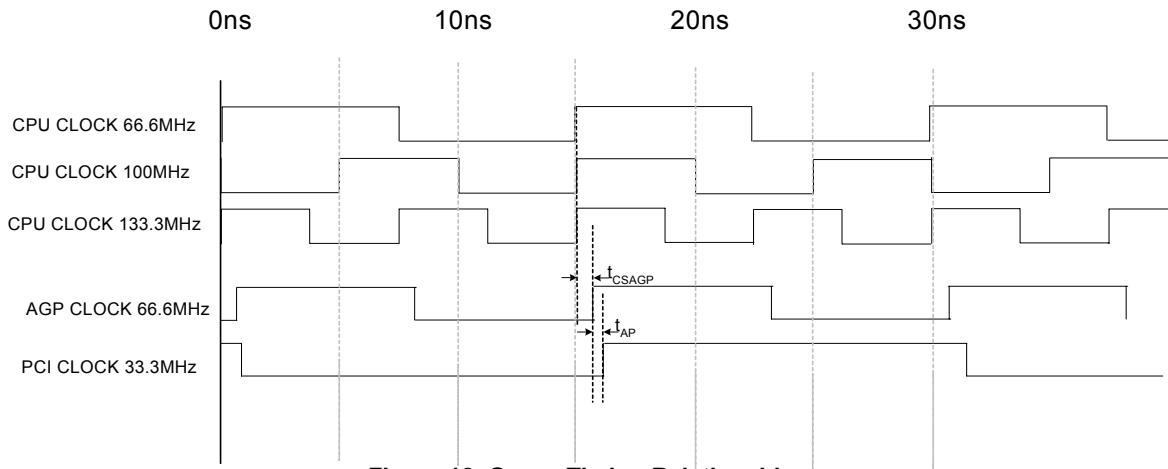 0ns 10ns 20ns 30ns
CPU CLOCK 66.6MHz
CPU CLOCK 100MHz
CPU CLOCK 133.3MHz
tCSAGP
AGP CLOCK 66.6MHz
tAP
PCI CLOCK 33.3MHz